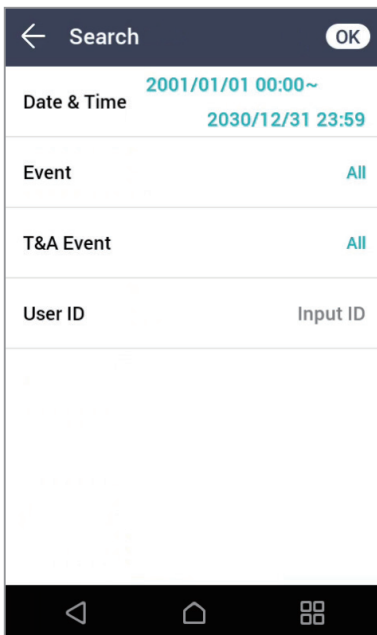 Search
OK
Date & Time
2001/01/01 00:00~
2030/12/31 23:59
Event
All
T&A Event
All
User ID
Input ID